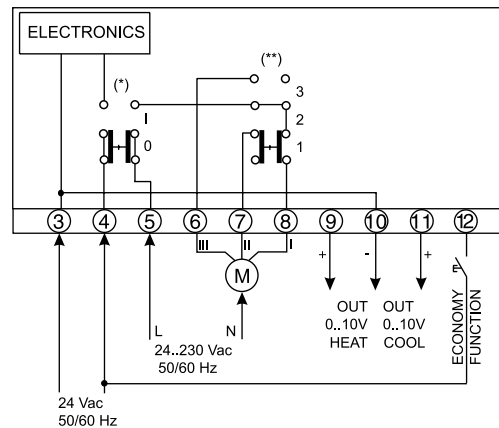 ELECTRONICS
(*)
(**)
3
I
2
0
1
3 4 5 6 7 8 9 10 11 12
III II I
+ - +
M
L
N
24..230 Vac
50/60 Hz
OUT
0..10V
HEAT
OUT
0..10V
COOL
ECONOMY
FUNCTION
24 Vac
50/60 Hz